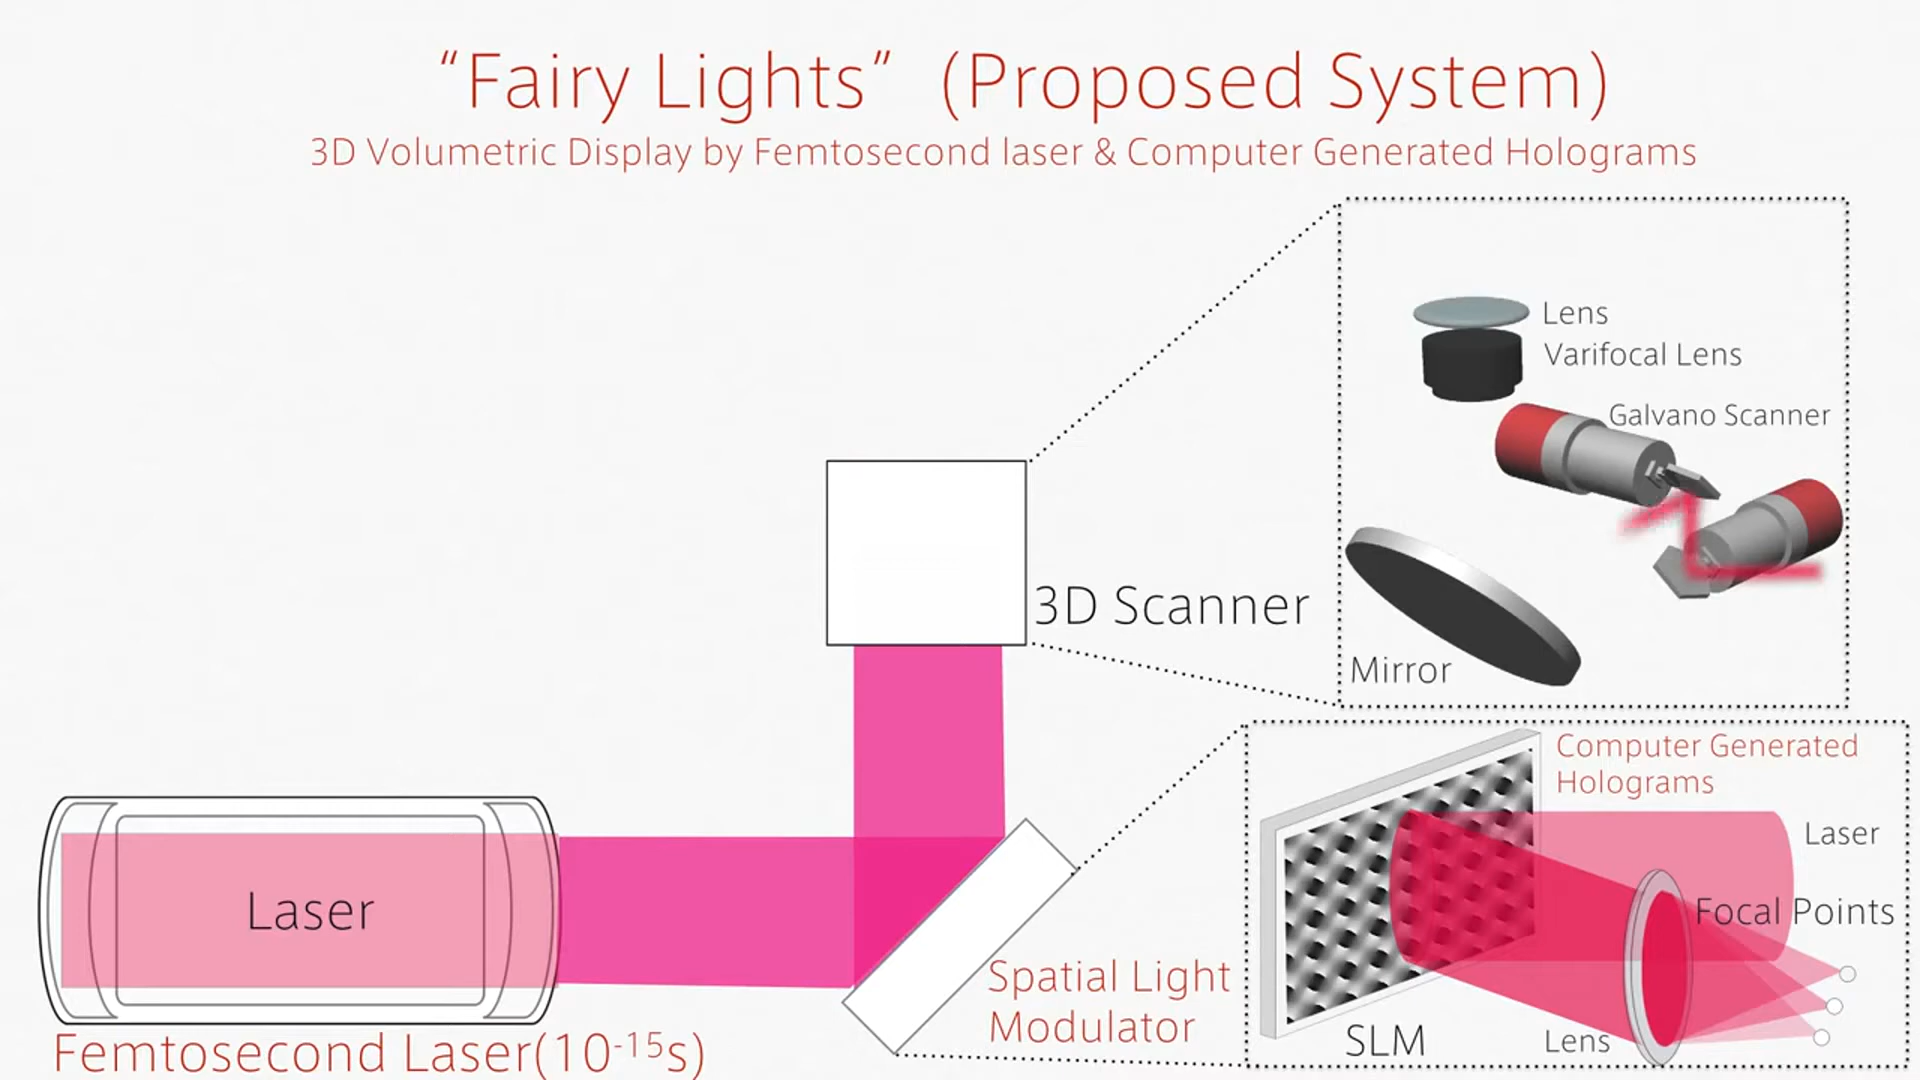 “Fairy Lights” (Proposed System)
3D Volumetric Display by Femtosecond laser & Computer Generated Holograms
Lens
Varifocal Lens
Galvano Scanner
3D Scanner
Mirror
Computer Generated
Holograms
Laser
Laser
Focal Points
Spatial Light
Modulator
SLM
Lens
Femtosecond Laser(10-15s)